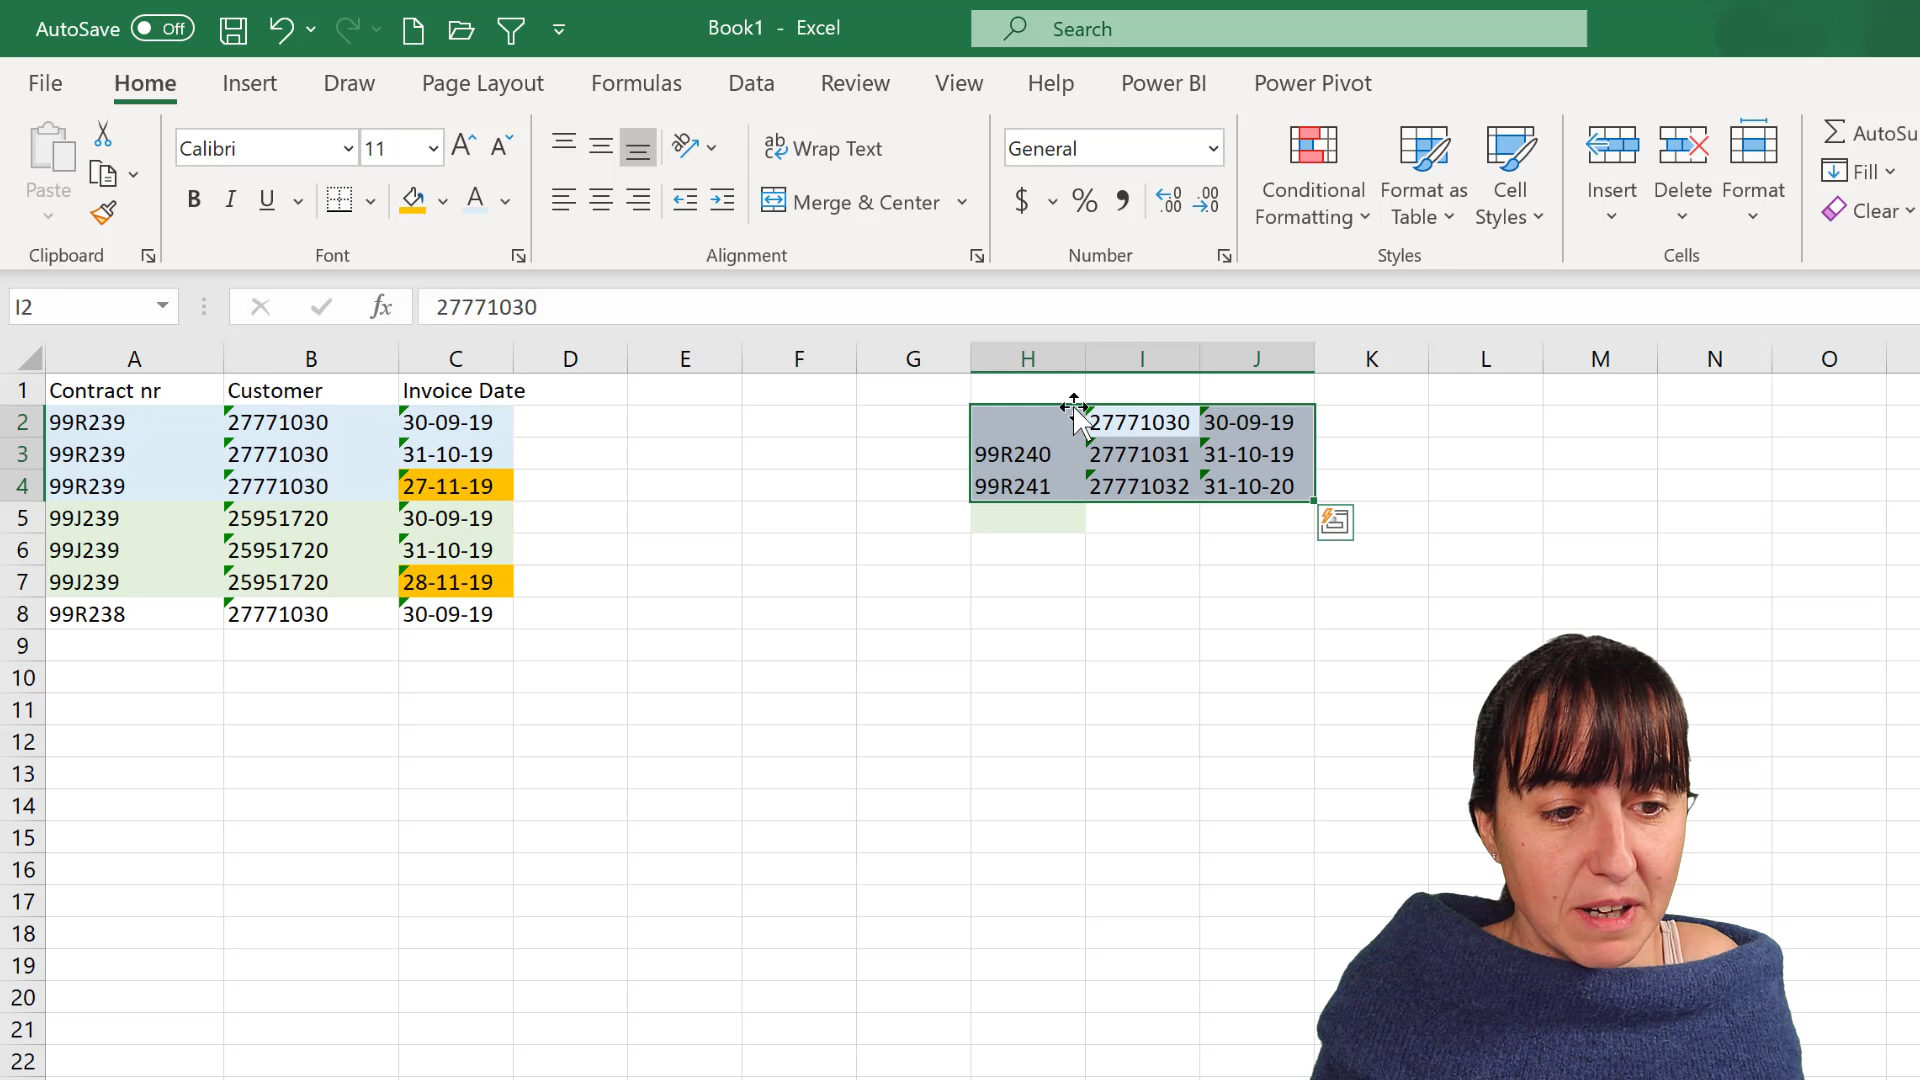 AutoSave Off Book1 - Excel Search
File Home Insert Draw Page Layout Formulas Data Review View Help Power BI Power Pivot
Paste
Clipboard
Calibri 11
B I U A
Font
Wrap Text
Merge & Center
Alignment
General
$ % ,
Number
Conditional Formatting
Format as Table
Cell Styles
Styles
Insert Delete Format
Cells
AutoSu
Fill
Clear
I2 fx 27771030
A B C D E F G H I J K L M N O
1 Contract nr Customer Invoice Date
2 99R239 27771030 30-09-19 27771030 30-09-19
3 99R239 27771030 31-10-19 99R240 27771031 31-10-19
4 99R239 27771030 27-11-19 99R241 27771032 31-10-20
5 99J239 25951720 30-09-19
6 99J239 25951720 31-10-19
7 99J239 25951720 28-11-19
8 99R238 27771030 30-09-19
9
10
11
12
13
14
15
16
17
18
19
20
21
22